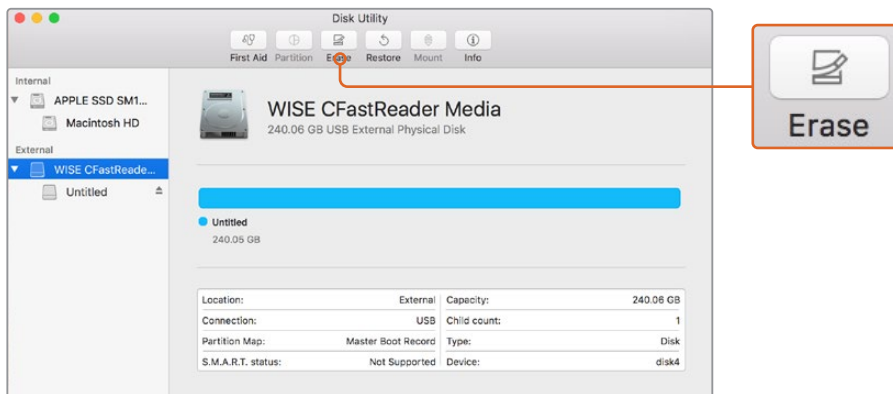 Disk Utility
First Aid Partition Erase Restore Mount Info
Internal
APPLE SSD SM1...
Macintosh HD
External
WISE CFastReade...
Untitled
WISE CFastReader Media
240.06 GB USB External Physical Disk
Untitled
240.05 GB
Location: External Capacity: 240.06 GB
Connection: USB Child count: 1
Partition Map: Master Boot Record Type: Disk
S.M.A.R.T. status: Not Supported Device: disk4
Erase